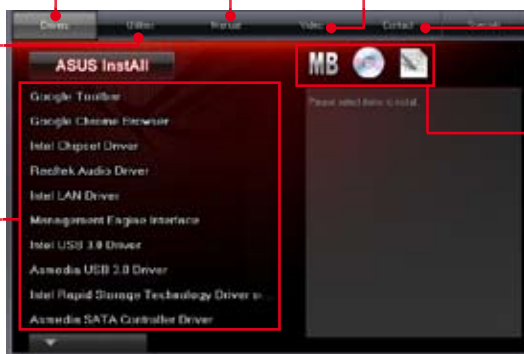 Drivers Utilities Manual Video Contact Specials
ASUS InstAll
MB
Google Toolbar
Please select items to install.
Google Chrome Browser
Intel Chipset Driver
Realtek Audio Driver
Intel LAN Driver
Management Engine Interface
Intel USB 3.0 Driver
Asmedia USB 3.0 Driver
Intel Rapid Storage Technology Driver s...
Asmedia SATA Controller Driver